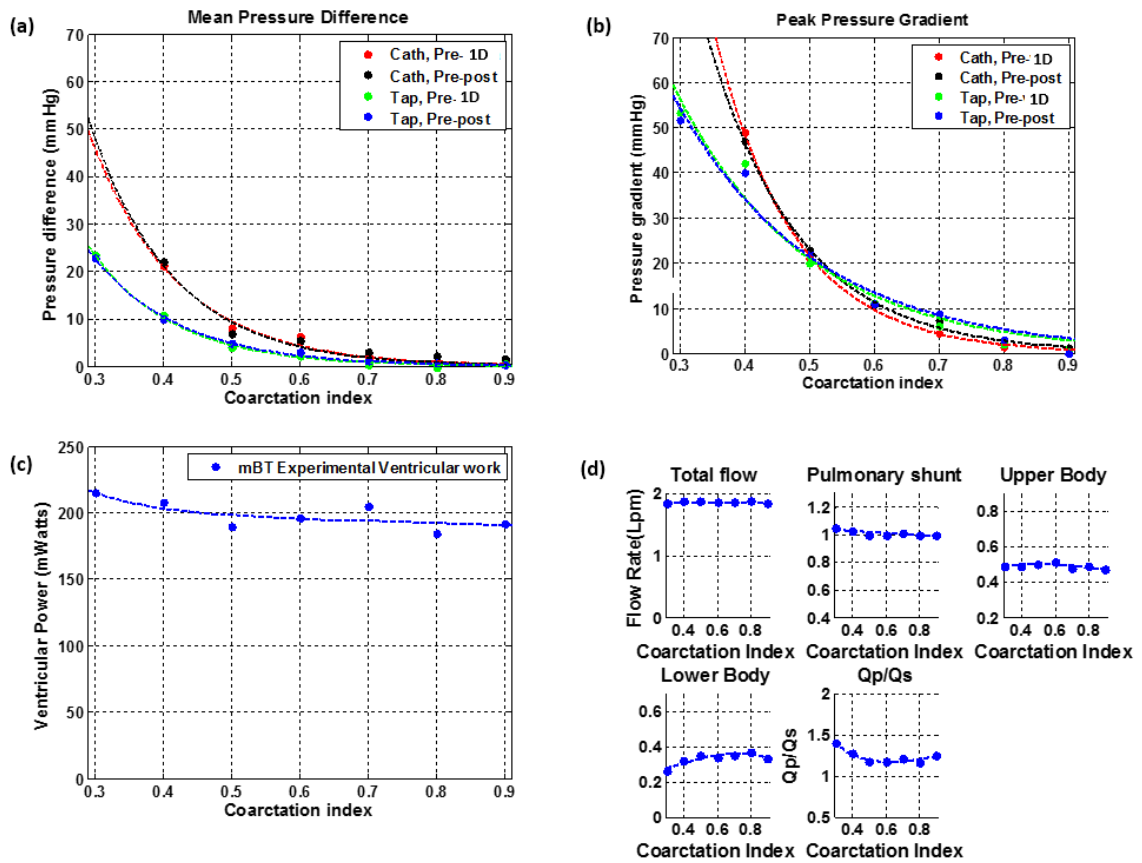 (a)
Mean Pressure Difference
Pressure difference (mmHg)
70
60
50
40
30
20
10
0
Cath, Pre- 1D
Cath, Pre-post
Tap, Pre- 1D
Tap, Pre-post
0.3 0.4 0.5 0.6 0.7 0.8 0.9
Coarctation index
(b)
Peak Pressure Gradient
Pressure gradient (mmHg)
70
60
50
40
30
20
10
0
Cath, Pre- 1D
Cath, Pre-post
Tap, Pre-1D
Tap, Pre-post
0.3 0.4 0.5 0.6 0.7 0.8 0.9
Coarctation index
(c)
Ventricular Power (mWatts)
250
200
150
100
50
0
mBT Experimental Ventricular work
0.3 0.4 0.5 0.6 0.7 0.8 0.9
Coarctation index
(d)
Total flow
Flow Rate(Lpm)
2
1
0
0.4 0.6 0.8
Coarctation Index
Pulmonary shunt
1.2
1
0.8
0.6
0.4
0.4 0.6 0.8
Coarctation Index
Upper Body
0.8
0.6
0.4
0.2
0.4 0.6 0.8
Coarctation Index
Lower Body
0.6
0.4
0.2
0
0.4 0.6 0.8
Coarctation Index
Qp/Qs
Qp/Qs
2
1.5
1
0.5
0.4 0.6 0.8
Coarctation Index